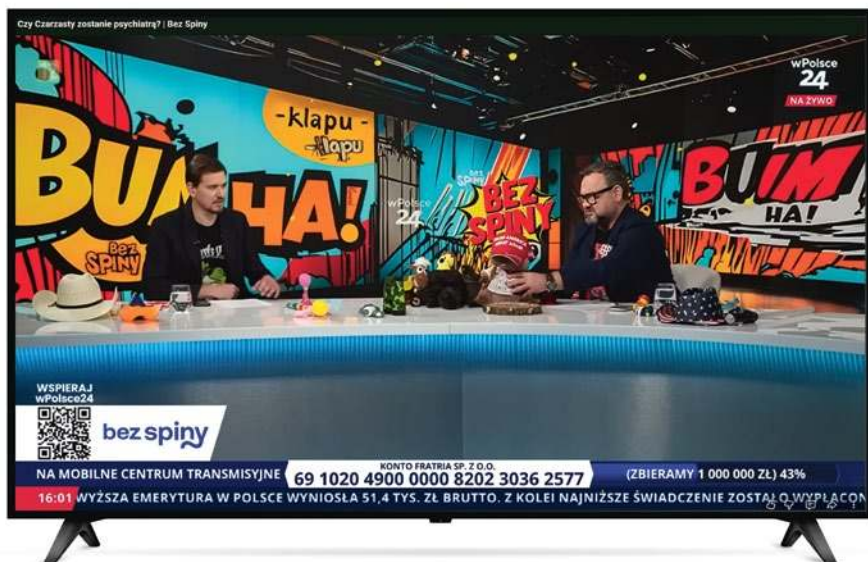 Czy Czarzasty zostanie psychiatrą? | Bez Spiny
wPolsce
24
NA ŻYWO
-klapu-
klapu
BUM
HA!
Bez
SPINY
wPolsce
24
bez
SPINY
BEZ
SPINY
BUM
HA!
WSPIERAJ
wPolsce24
bez spiny
NA MOBILNE CENTRUM TRANSMISYJNE
KONTO FRATRIA SP. Z O.O.
69 1020 4900 0000 8202 3036 2577
(ZBIERAMY 1 000 000 ZŁ) 43%
16:01 WYŻSZA EMERYTURA W POLSCE WYNIOSŁA 51,4 TYS. ZŁ BRUTTO. Z KOLEI NAJNIŻSZE ŚWIADCZENIE ZOSTAŁO WYPŁACON